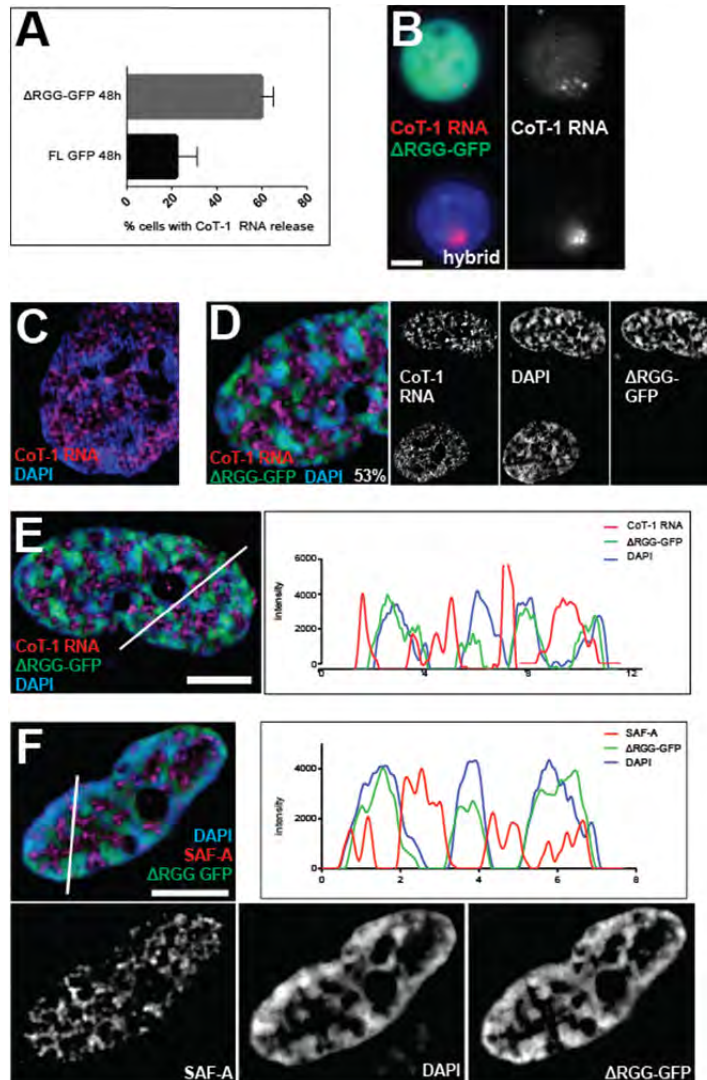 A
ΔRGG-GFP 48h
FL GFP 48h
0 20 40 60 80
% cells with CoT-1 RNA release
B
CoT-1 RNA
ΔRGG-GFP
hybrid
CoT-1 RNA
C
CoT-1 RNA
DAPI
D
CoT-1 RNA
ΔRGG-GFP DAPI 53%
CoT-1
RNA
DAPI
ΔRGG-
GFP
E
CoT-1 RNA
ΔRGG-GFP
DAPI
CoT-1 RNA
ΔRGG-GFP
DAPI
intensity
6000
4000
2000
0
4 8 12
F
DAPI
SAF-A
ΔRGG GFP
SAF-A
ΔRGG-GFP
DAPI
intensity
4000
2000
0
0 2 4 6 8
SAF-A
DAPI
ΔRGG-GFP